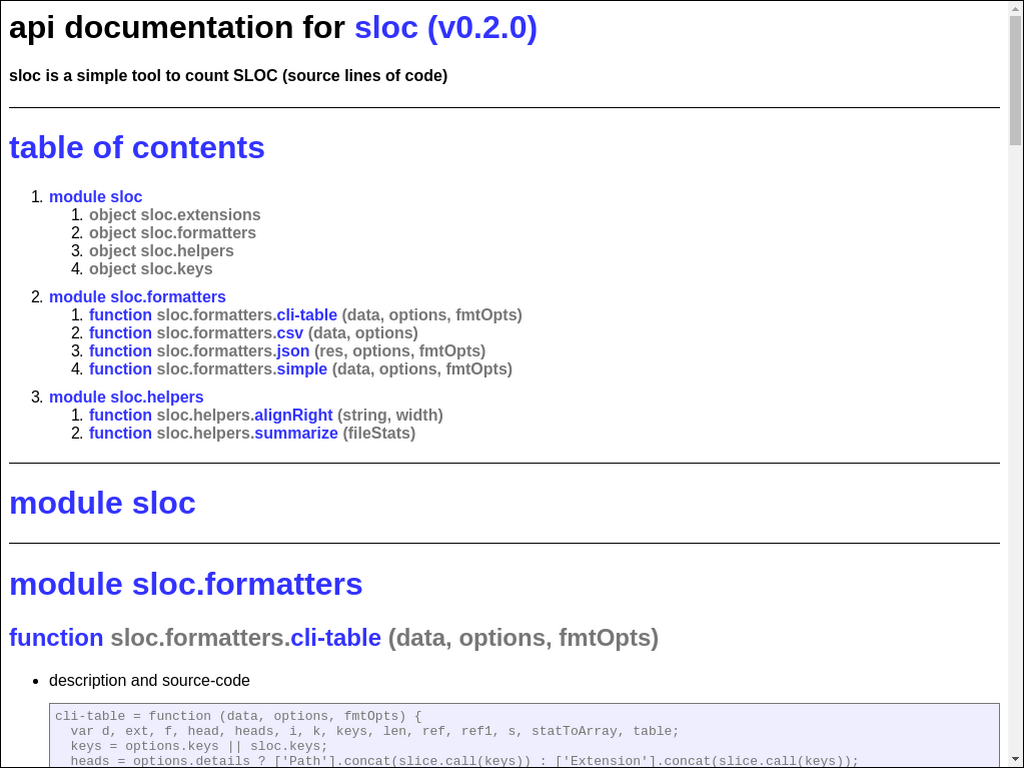 api documentation for sloc (v0.2.0)
sloc is a simple tool to count SLOC (source lines of code)
table of contents
1. module sloc
1. object sloc.extensions
2. object sloc.formatters
3. object sloc.helpers
4. object sloc.keys
2. module sloc.formatters
1. function sloc.formatters.cli-table (data, options, fmtOpts)
2. function sloc.formatters.csv (data, options)
3. function sloc.formatters.json (res, options, fmtOpts)
4. function sloc.formatters.simple (data, options, fmtOpts)
3. module sloc.helpers
1. function sloc.helpers.alignRight (string, width)
2. function sloc.helpers.summarize (fileStats)
module sloc
module sloc.formatters
function sloc.formatters.cli-table (data, options, fmtOpts)
• description and source-code
cli-table = function (data, options, fmtOpts) {
var d, ext, f, head, heads, i, k, keys, len, ref, ref1, s, statToArray, table;
keys = options.keys || sloc.keys;
heads = options.details ? ['Path'].concat(slice.call(keys)) : ['Extension'].concat(slice.call(keys));